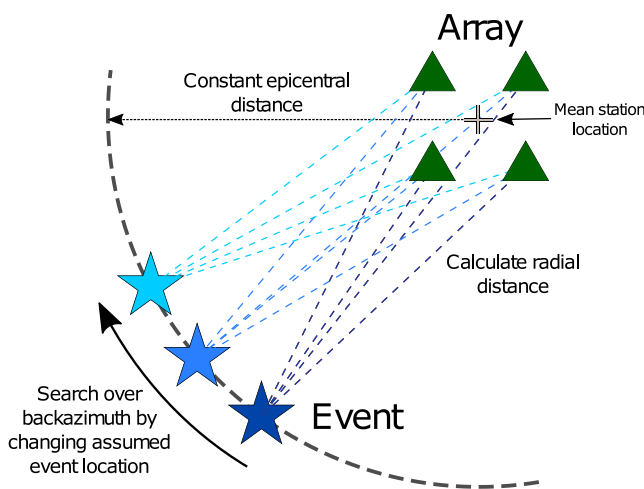 Array
Constant epicentral
distance
Mean station
location
Calculate radial
distance
Search over
backazimuth by
changing assumed
event location
Event